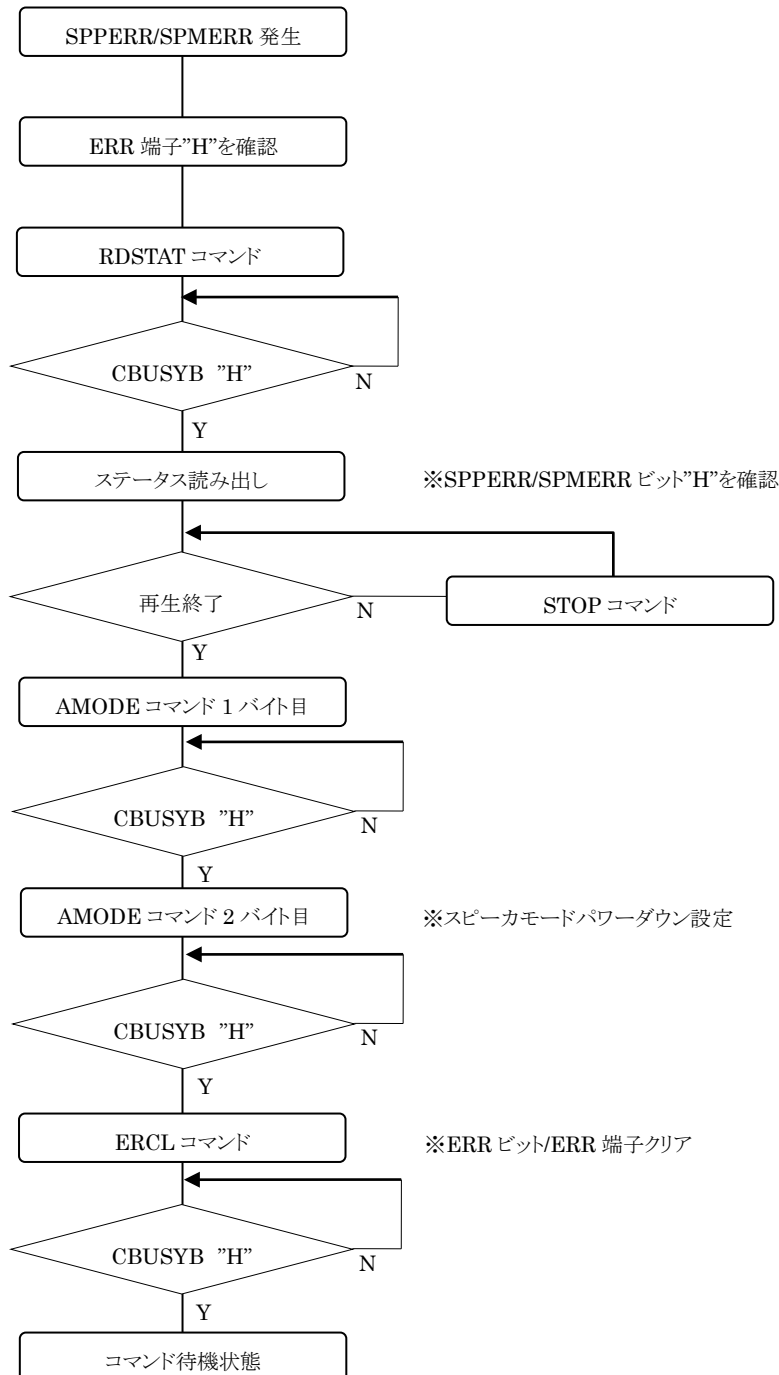 SPPERR/SPMERR 発生
ERR 端子”H”を確認
RDSTAT コマンド
CBUSYB ”H”
N
Y
ステータス読み出し
※SPPERR/SPMERR ビット”H”を確認
再生終了
N
STOP コマンド
Y
AMODE コマンド 1 バイト目
CBUSYB ”H”
N
Y
AMODE コマンド 2 バイト目
※スピーカモードパワーダウン設定
CBUSYB ”H”
N
Y
ERCL コマンド
※ERR ビット/ERR 端子クリア
CBUSYB ”H”
N
Y
コマンド待機状態